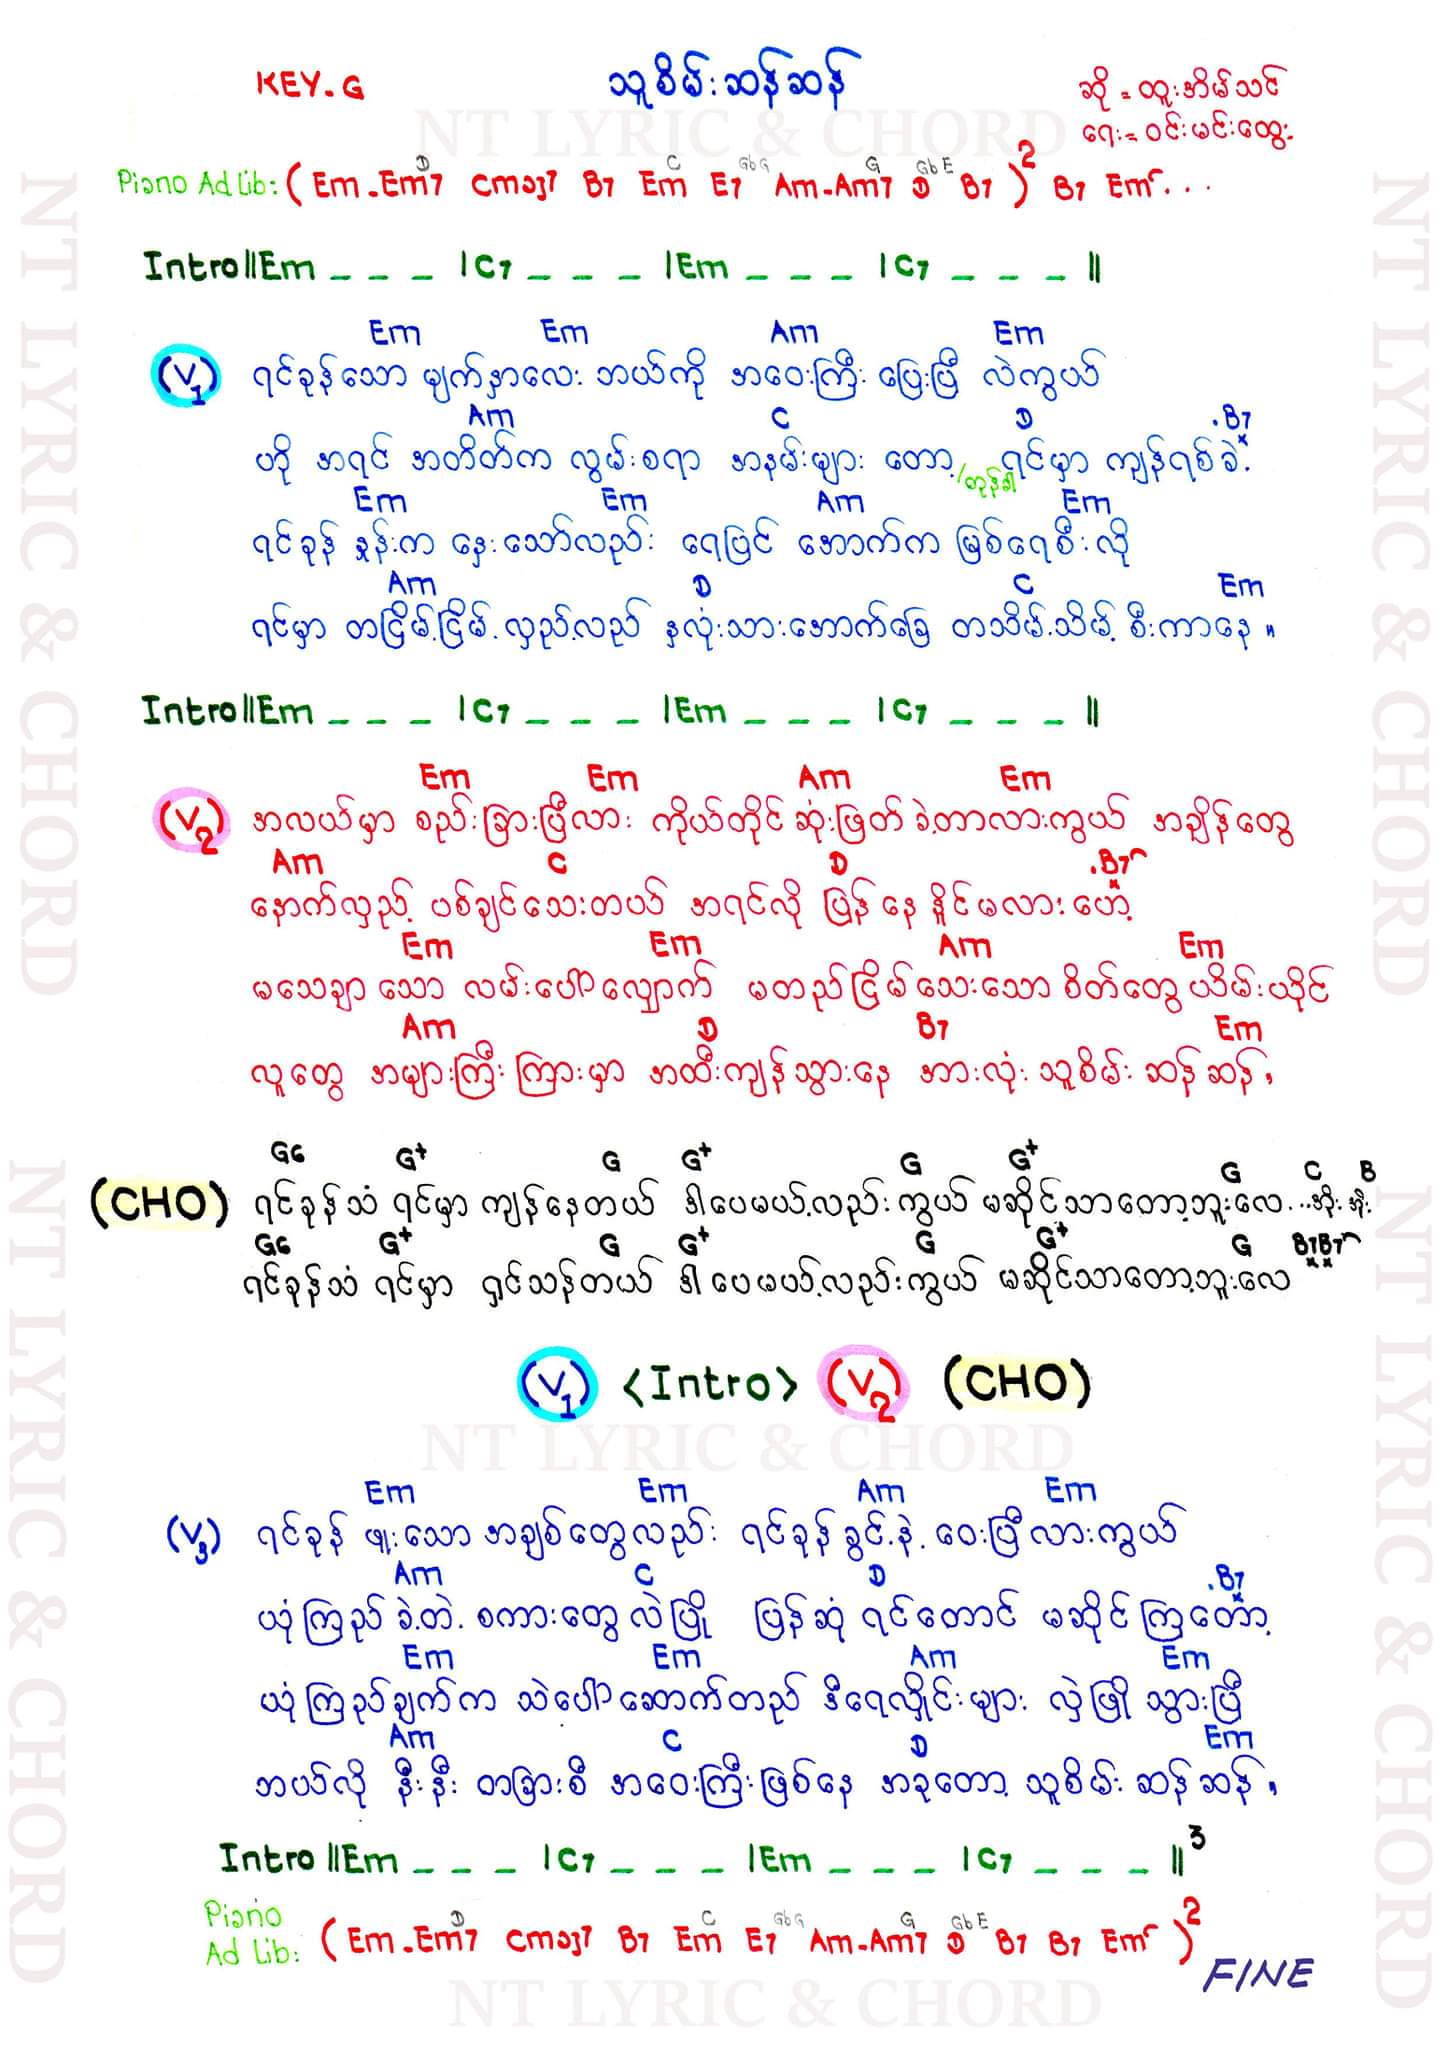 KEY.G
သူစိမ်းဆန်ဆန်
ဆို = ထူးအိမ်သင်
ရေး = ဝင်းမင်းထွေး
NT LYRIC & CHORD
D C GbG G GbE
Piano Ad Lib: ( Em - Em7 Cmaj7 B7 Em E7 Am - Am7 D B7 )2 B7 Em...
Intro||Em _ _ _ |C7 _ _ _ |Em _ _ _ |C7 _ _ _ ||
Em Em Am Em
(V1) ရင်ခုန်သော မျက်နှာလေး ဘယ်ကို အဝေးကြီး ပြေးပြီ လဲကွယ်
Am C D .B7
ဟို အရင် အတိတ်က လွမ်းစရာ အနမ်းများ တော့ ရင်မှာ ကျန်ရစ်ခဲ့
Em Em Am Em
ရင်ခုန် နှုန်းက နှေးသော်လည်း ရေပြင် အောက်က မြစ်ရေစီးလို
Am D C Em
ရင်မှာ တငြိမ့်ငြိမ့် လှည့်လည် နှလုံးသားအောက်ခြေ တသိမ့်သိမ့် စီးကာနေ။
Intro||Em _ _ _ |C7 _ _ _ |Em _ _ _ |C7 _ _ _ ||
Em Em Am Em
(V2) အလယ်မှာ စည်းခြားပြီလား ကိုယ်တိုင် ဆုံးဖြတ် ခဲ့တာလားကွယ် အချိန်တွေ
Am C D .B7
နောက်လှည့် ပစ်ချင်သေးတယ် အရင်လို ပြန်နေ နိူင်မလား ဟေ့
Em Em Am Em
မသေချာ သော လမ်းပေါ်လျှောက် မတည်ငြိမ်သေးသော စိတ်တွေ ယိမ်းယိုင်
Am D B7 Em
လူတွေ အများကြီး ကြားမှာ အထီးကျန်သွားနေ အားလုံး သူစိမ်း ဆန်ဆန်၊
G6 G+ G G+ G G+ G C B
(CHO) ရင်ခုန်သံ ရင်မှာ ကျန်နေတယ် ဒါပေမယ့်လည်း ကွယ် မဆိုင်သာတော့ဘူးလေ...အိုး အိုး
G6 G+ G G+ G G+ G B7B7
ရင်ခုန်သံ ရင်မှာ ရှင်သန်တယ် ဒါပေမယ့်လည်းကွယ် မဆိုင်သာတော့ဘူးလေ
(V1) <Intro> (V2) (CHO)
NT LYRIC & CHORD
Em Em Am Em
(V3) ရင်ခုန် ဖူးသော အချစ်တွေလည်း ရင်ခုန်ခွင့်နဲ့ ဝေးပြီလားကွယ်
Am C D .B7
ယုံကြည် ခဲ့တဲ့ စကားတွေ လဲပြို ပြန်ဆုံ ရင်တောင် မဆိုင်ကြတော့
Em Em Am Em
ယုံကြည်ချက်က သဲပေါ်ဆောက်တည် ဒီရေလှိုင်းများ လှဲဖြို သွားပြီ
Am C D Em
ဘယ်လို နီးနီး တခြားစီ အဝေးကြီးဖြစ်နေ အခုတော့ သူစိမ်း ဆန်ဆန်၊
Intro||Em _ _ _ |C7 _ _ _ |Em _ _ _ |C7 _ _ _ ||3
D C GbG G GbE
Piano Ad Lib: ( Em - Em7 Cmaj7 B7 Em E7 Am - Am7 D B7 B7 Em )2
FINE
NT LYRIC & CHORD
NT LYRIC & CHORD
NT LYRIC & CHORD
NT LYRIC & CHORD
NT LYRIC & CHORD